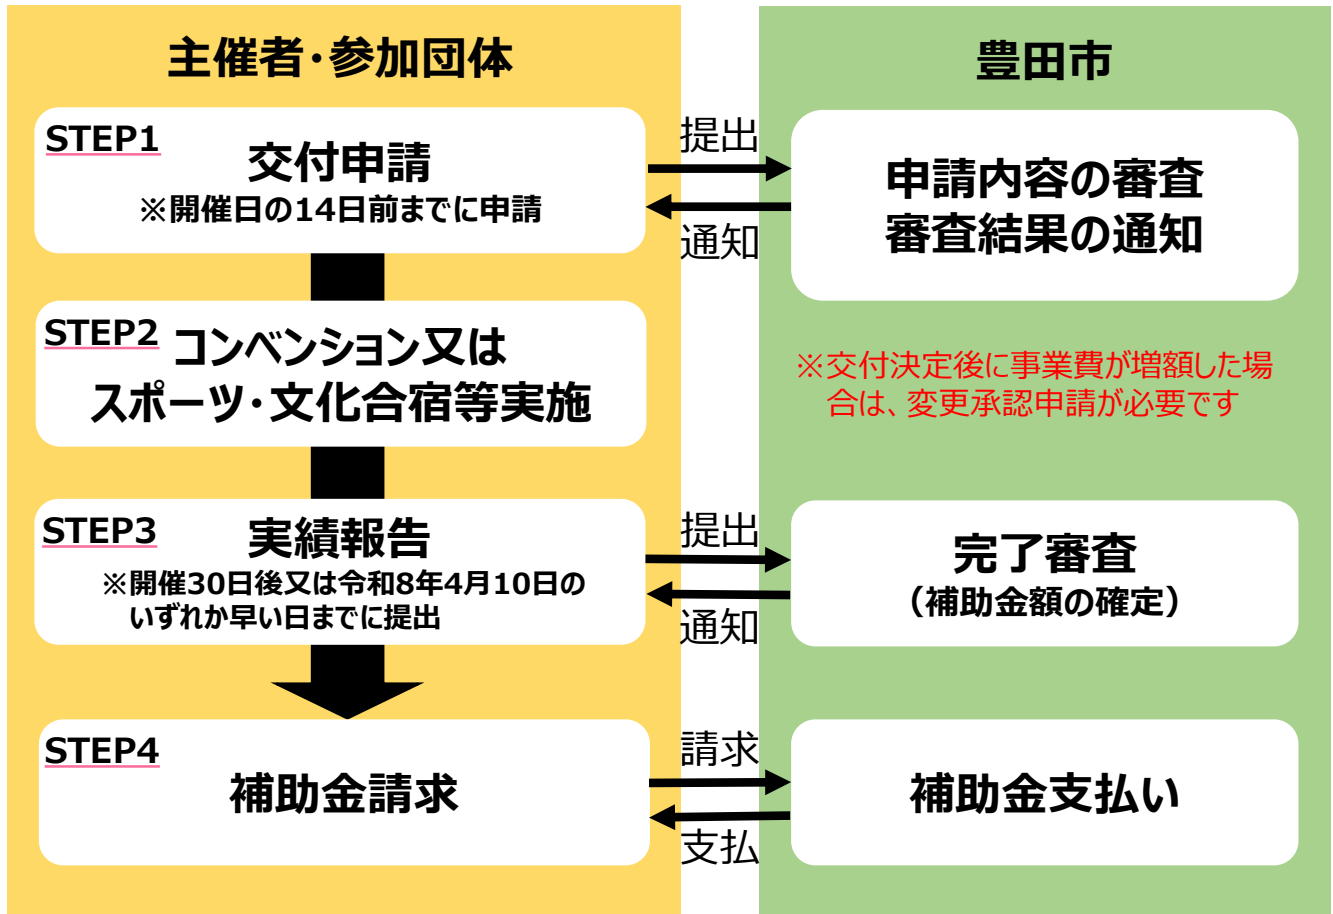 主催者・参加団体
豊田市
STEP1
交付申請
※開催日の14日前までに申請
提出
通知
申請内容の審査
審査結果の通知
STEP2
コンベンション又は
スポーツ・文化合宿等実施
※交付決定後に事業費が増額した場
合は、変更承認申請が必要です
STEP3
実績報告
※開催30日後又は令和8年4月10日の
いずれか早い日までに提出
提出
通知
完了審査
（補助金額の確定）
STEP4
補助金請求
請求
支払
補助金支払い